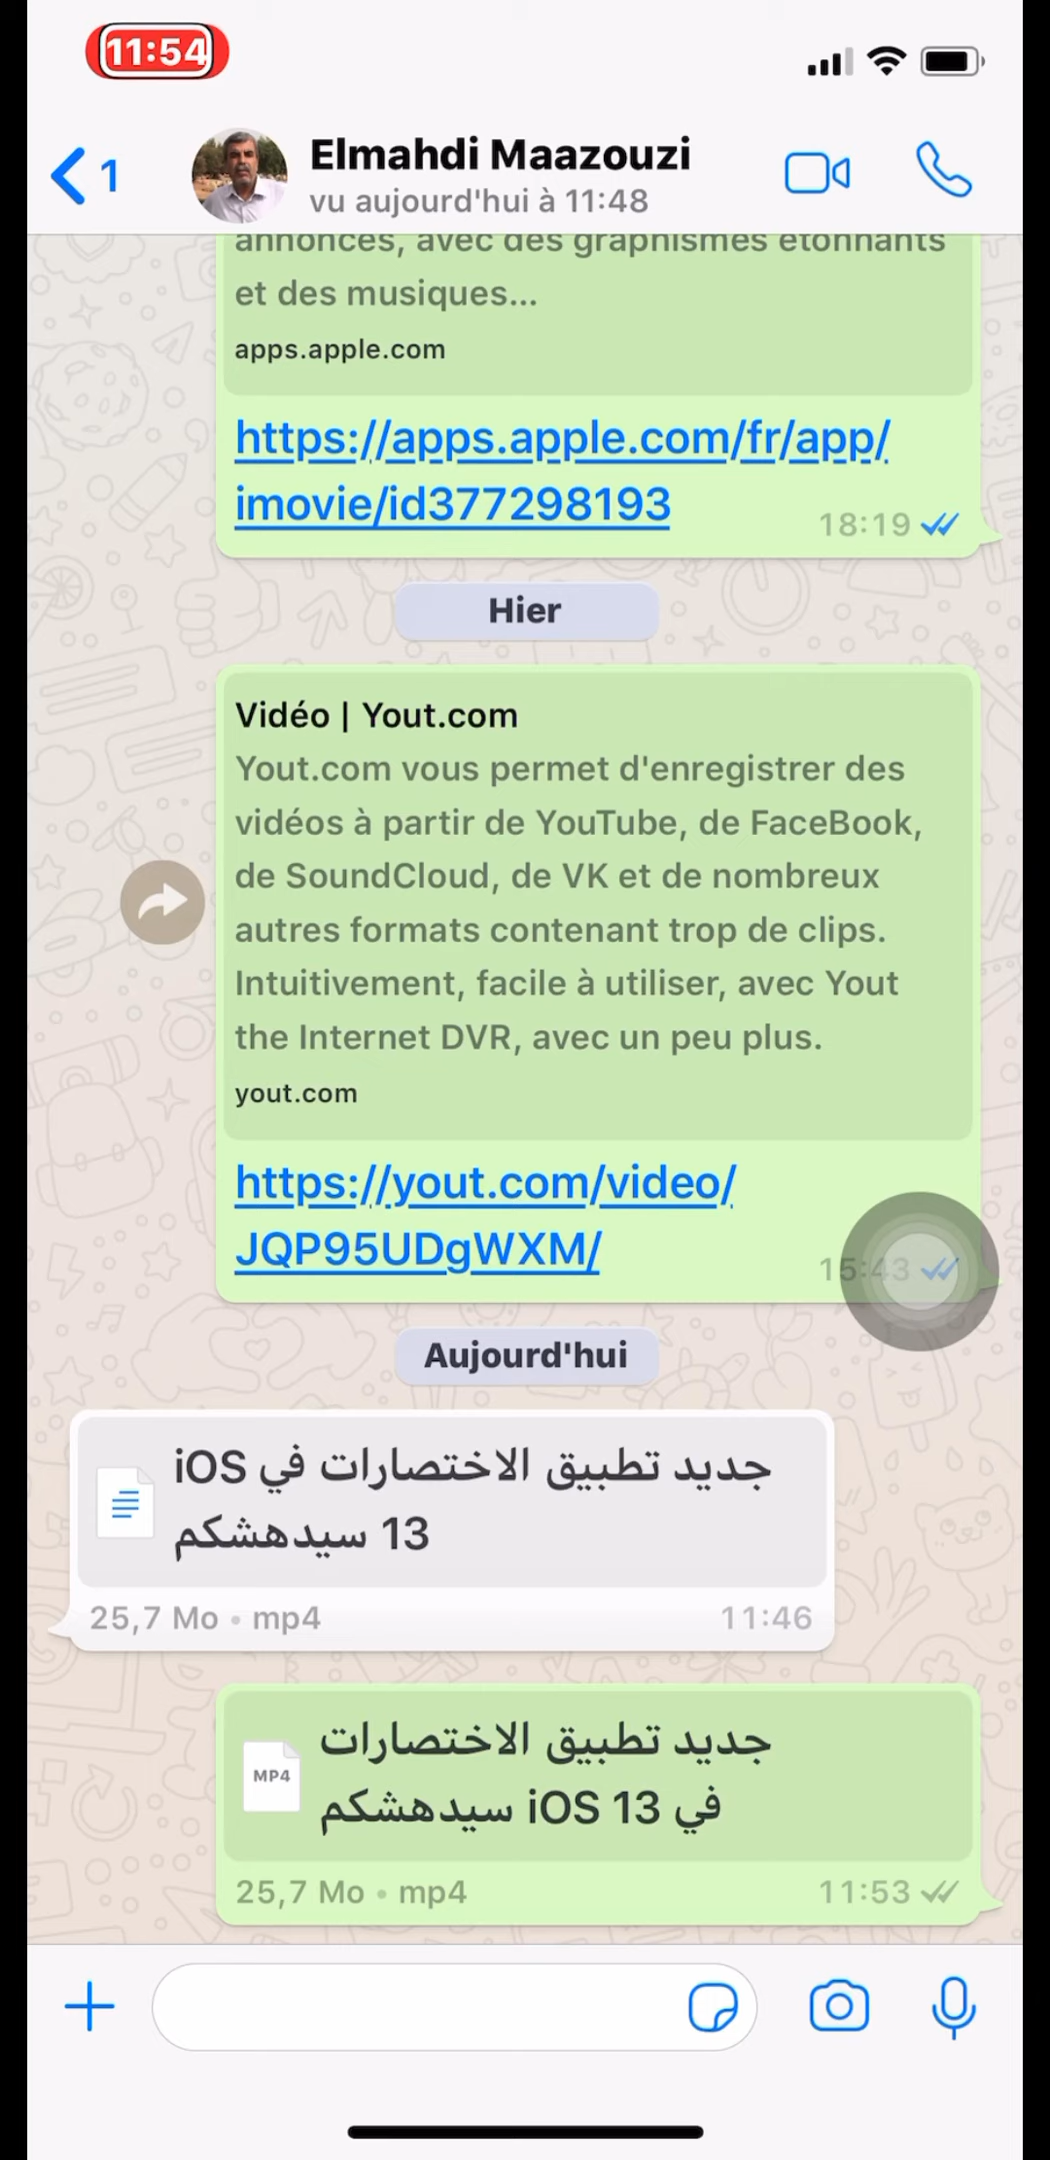 11:54
1
Elmahdi Maazouzi
vu aujourd'hui à 11:48
annonces, avec des graphismes étonnants
et des musiques...
apps.apple.com
https://apps.apple.com/fr/app/
imovie/id377298193
18:19
Hier
Vidéo | Yout.com
Yout.com vous permet d'enregistrer des
vidéos à partir de YouTube, de FaceBook,
de SoundCloud, de VK et de nombreux
autres formats contenant trop de clips.
Intuitivement, facile à utiliser, avec Yout
the Internet DVR, avec un peu plus.
yout.com
https://yout.com/video/
JQP95UDgWXM/
15:43
Aujourd'hui
جديد تطبيق الاختصارات في iOS
13 سيدهشكم
25,7 Mo • mp4
11:46
MP4
جديد تطبيق الاختصارات
في iOS 13 سيدهشكم
25,7 Mo • mp4
11:53